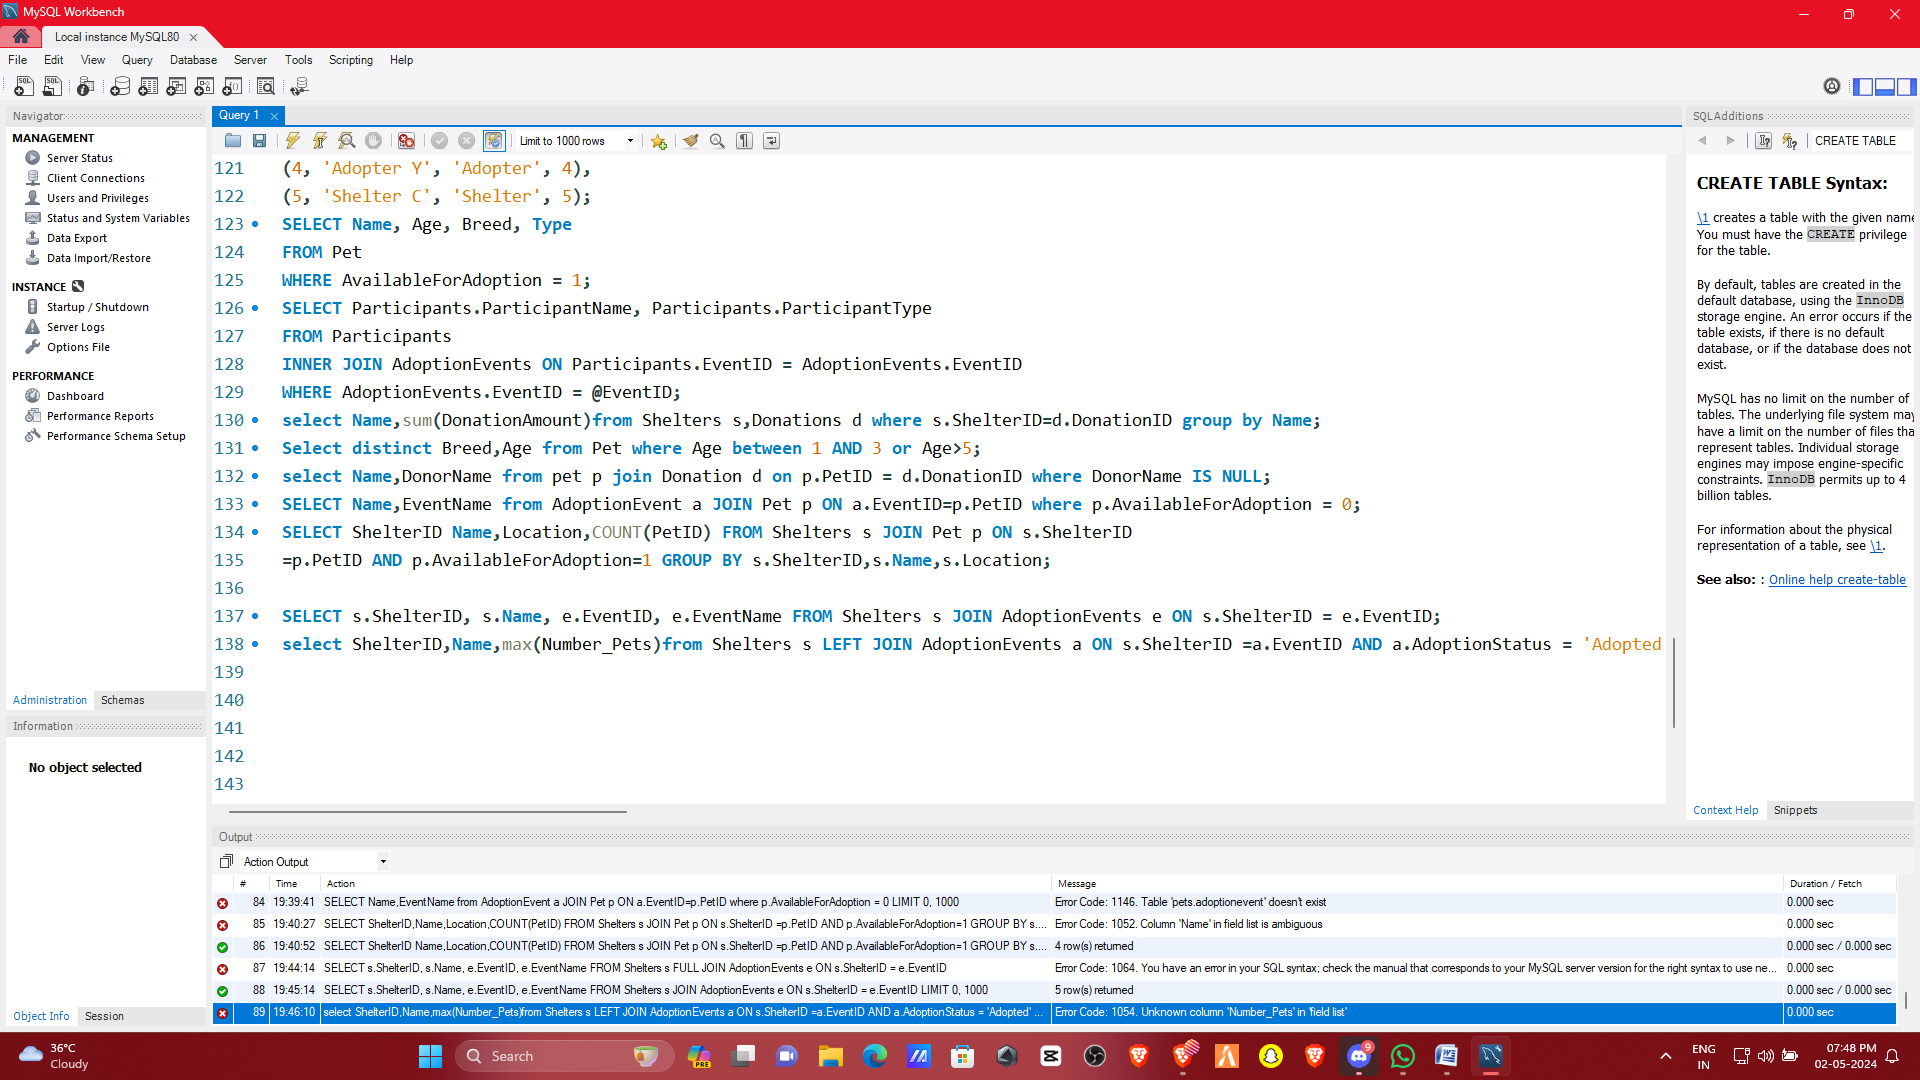 MySQL Workbench
Local instance MySQL80
File Edit View Query Database Server Tools Scripting Help
Navigator
MANAGEMENT
Server Status
Client Connections
Users and Privileges
Status and System Variables
Data Export
Data Import/Restore
INSTANCE
Startup / Shutdown
Server Logs
Options File
PERFORMANCE
Dashboard
Performance Reports
Performance Schema Setup
Administration Schemas
Information
No object selected
Object Info Session
Query 1
Limit to 1000 rows
121 (4, 'Adopter Y', 'Adopter', 4),
122 (5, 'Shelter C', 'Shelter', 5);
123 SELECT Name, Age, Breed, Type
124 FROM Pet
125 WHERE AvailableForAdoption = 1;
126 SELECT Participants.ParticipantName, Participants.ParticipantType
127 FROM Participants
128 INNER JOIN AdoptionEvents ON Participants.EventID = AdoptionEvents.EventID
129 WHERE AdoptionEvents.EventID = @EventID;
130 select Name,sum(DonationAmount)from Shelters s,Donations d where s.ShelterID=d.DonationID group by Name;
131 Select distinct Breed,Age from Pet where Age between 1 AND 3 or Age>5;
132 select Name,DonorName from pet p join Donation d on p.PetID = d.DonationID where DonorName IS NULL;
133 SELECT Name,EventName from AdoptionEvent a JOIN Pet p ON a.EventID=p.PetID where p.AvailableForAdoption = 0;
134 SELECT ShelterID Name,Location,COUNT(PetID) FROM Shelters s JOIN Pet p ON s.ShelterID
135 =p.PetID AND p.AvailableForAdoption=1 GROUP BY s.ShelterID,s.Name,s.Location;
136
137 SELECT s.ShelterID, s.Name, e.EventID, e.EventName FROM Shelters s JOIN AdoptionEvents e ON s.ShelterID = e.EventID;
138 select ShelterID,Name,max(Number_Pets)from Shelters s LEFT JOIN AdoptionEvents a ON s.ShelterID =a.EventID AND a.AdoptionStatus = 'Adopted
139
140
141
142
143
SQLAdditions
CREATE TABLE
CREATE TABLE Syntax:
\1 creates a table with the given name
You must have the CREATE privilege
for the table.
By default, tables are created in the
default database, using the InnoDB
storage engine. An error occurs if the
table exists, if there is no default
database, or if the database does not
exist.
MySQL has no limit on the number of
tables. The underlying file system may
have a limit on the number of files tha
represent tables. Individual storage
engines may impose engine-specific
constraints. InnoDB permits up to 4
billion tables.
For information about the physical
representation of a table, see \1.
See also: : Online help create-table
Context Help Snippets
Output
Action Output
# Time Action Message Duration / Fetch
84 19:39:41 SELECT Name,EventName from AdoptionEvent a JOIN Pet p ON a.EventID=p.PetID where p.AvailableForAdoption = 0 LIMIT 0, 1000 Error Code: 1146. Table 'pets.adoptionevent' doesn't exist 0.000 sec
85 19:40:27 SELECT ShelterID,Name,Location,COUNT(PetID) FROM Shelters s JOIN Pet p ON s.ShelterID =p.PetID AND p.AvailableForAdoption=1 GROUP BY s.... Error Code: 1052. Column 'Name' in field list is ambiguous 0.000 sec
86 19:40:52 SELECT ShelterID Name,Location,COUNT(PetID) FROM Shelters s JOIN Pet p ON s.ShelterID =p.PetID AND p.AvailableForAdoption=1 GROUP BY s.... 4 row(s) returned 0.000 sec / 0.000 sec
87 19:44:14 SELECT s.ShelterID, s.Name, e.EventID, e.EventName FROM Shelters s FULL JOIN AdoptionEvents e ON s.ShelterID = e.EventID Error Code: 1064. You have an error in your SQL syntax; check the manual that corresponds to your MySQL server version for the right syntax to use ne... 0.000 sec
88 19:45:14 SELECT s.ShelterID, s.Name, e.EventID, e.EventName FROM Shelters s JOIN AdoptionEvents e ON s.ShelterID = e.EventID LIMIT 0, 1000 5 row(s) returned 0.000 sec / 0.000 sec
89 19:46:10 select ShelterID,Name,max(Number_Pets)from Shelters s LEFT JOIN AdoptionEvents a ON s.ShelterID =a.EventID AND a.AdoptionStatus = 'Adopted' ... Error Code: 1054. Unknown column 'Number_Pets' in 'field list' 0.000 sec
36°C
Cloudy
Search
PRE
9
ENG
IN
07:48 PM
02-05-2024